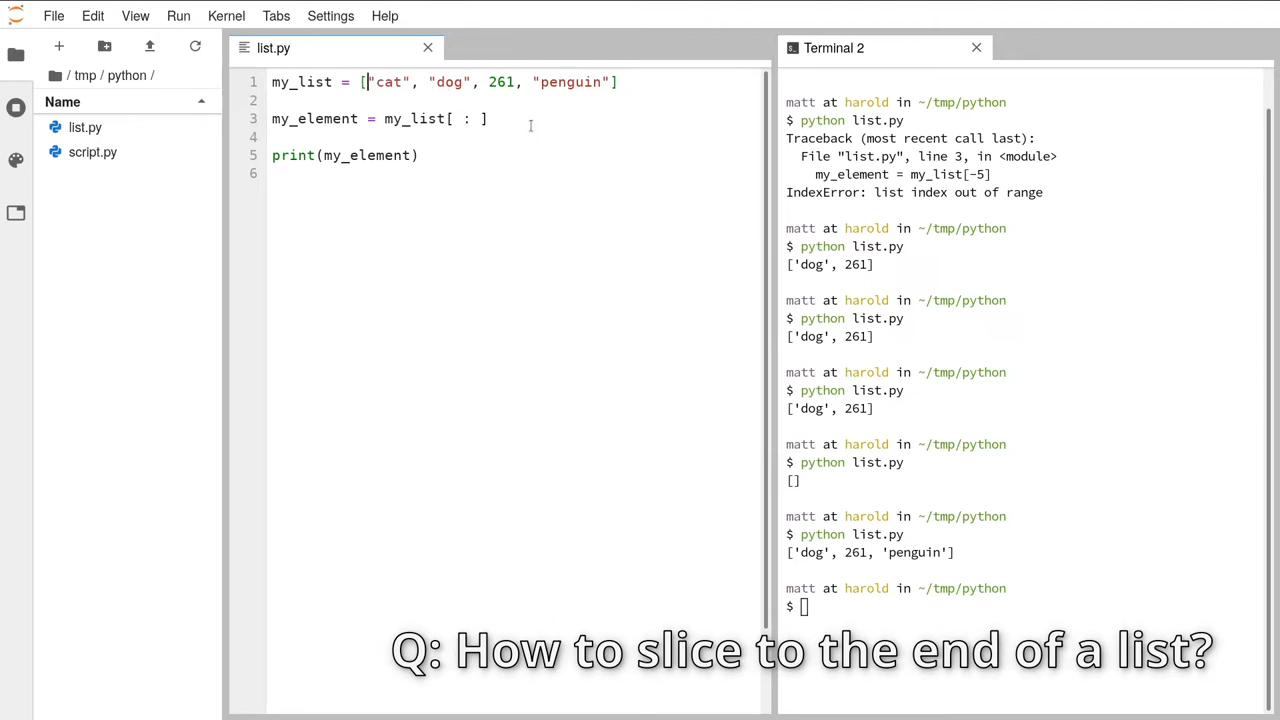 File Edit View Run Kernel Tabs Settings Help
/ tmp / python /
Name
list.py
script.py
list.py
1 my_list = ["cat", "dog", 261, "penguin"]
2
3 my_element = my_list[ : ]
4
5 print(my_element)
6
Terminal 2
matt at harold in ~/tmp/python
$ python list.py
Traceback (most recent call last):
File "list.py", line 3, in <module>
my_element = my_list[-5]
IndexError: list index out of range
matt at harold in ~/tmp/python
$ python list.py
['dog', 261]
matt at harold in ~/tmp/python
$ python list.py
['dog', 261]
matt at harold in ~/tmp/python
$ python list.py
['dog', 261]
matt at harold in ~/tmp/python
$ python list.py
[]
matt at harold in ~/tmp/python
$ python list.py
['dog', 261, 'penguin']
matt at harold in ~/tmp/python
$
Q: How to slice to the end of a list?